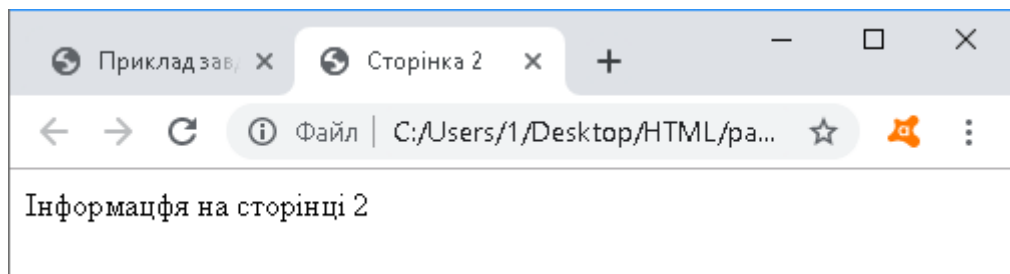 Приклад зав
Сторінка 2
Файл | C:/Users/1/Desktop/HTML/pa...
Інформацфя на сторінці 2